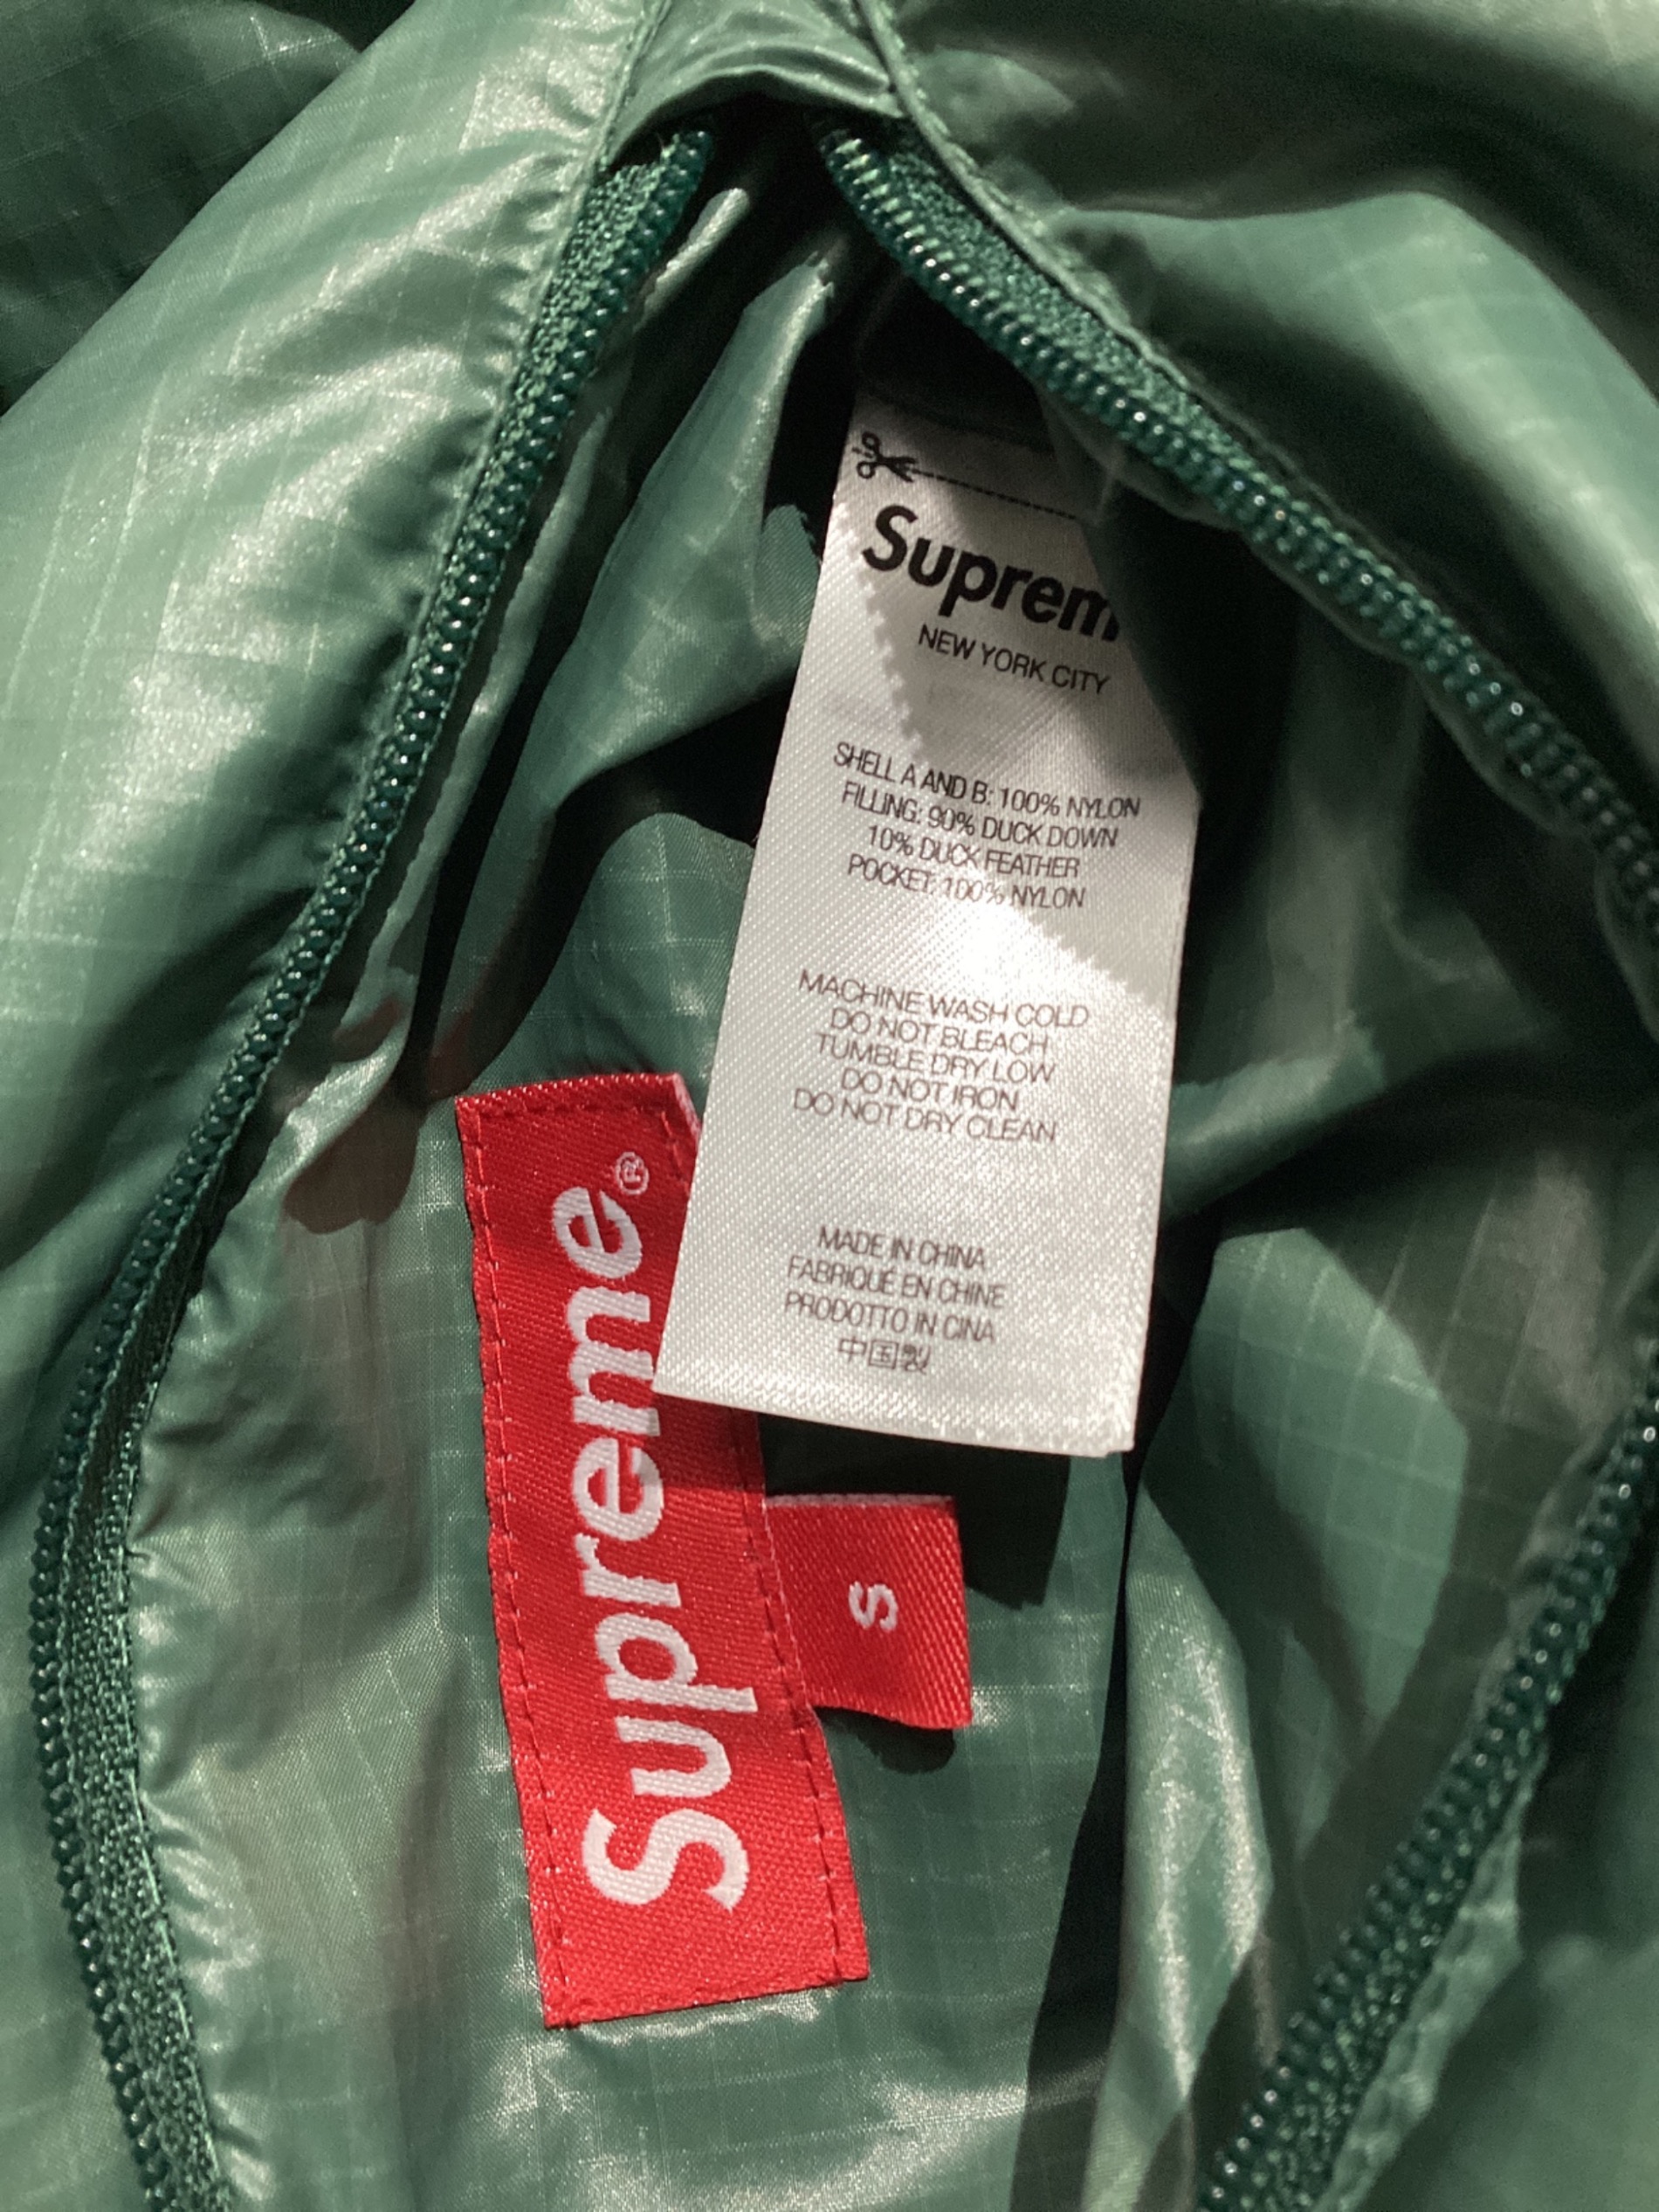 Suprem
NEW YORK CITY
SHELL A AND B: 100% NYLON
FILLING: 90% DUCK DOWN
10% DUCK FEATHER
POCKET: 100% NYLON
MACHINE WASH COLD
DO NOT BLEACH
TUMBLE DRY LOW
DO NOT IRON
DO NOT DRY CLEAN
MADE IN CHINA
FABRIQUÉ EN CHINE
PRODOTTO IN CINA
中国製
Supreme®
S